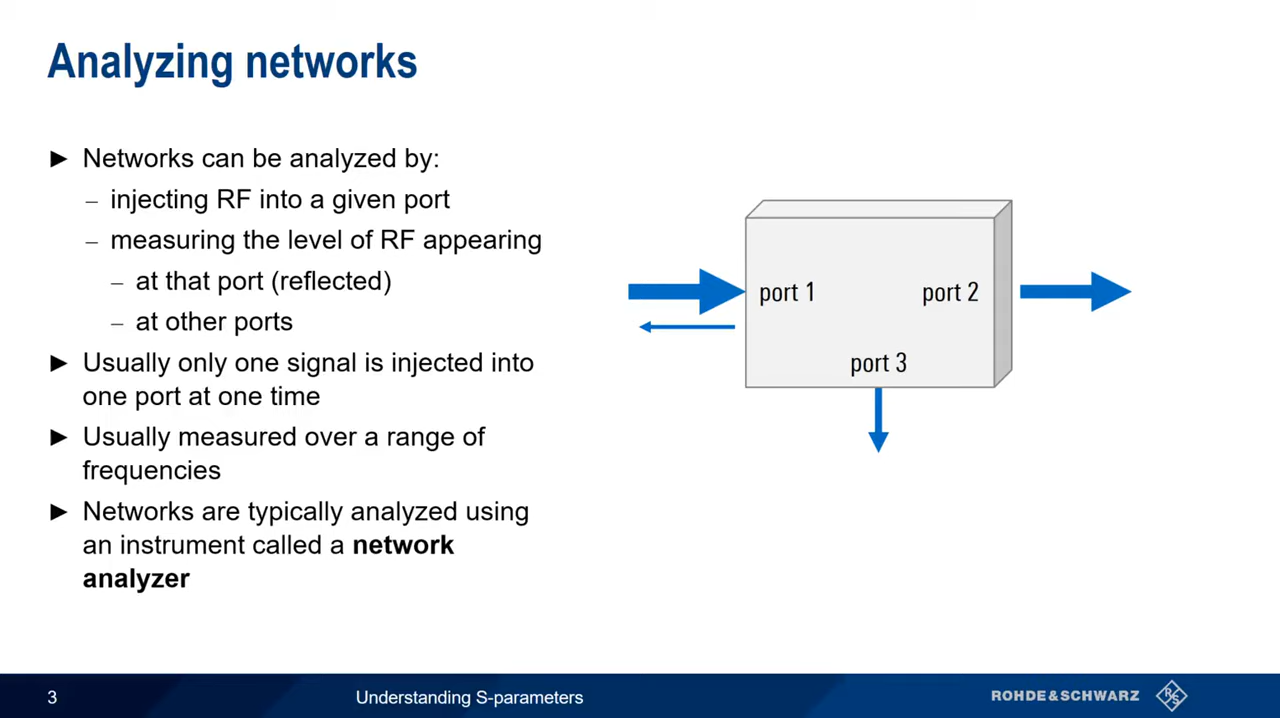 Analyzing networks
► Networks can be analyzed by:
– injecting RF into a given port
– measuring the level of RF appearing
– at that port (reflected)
– at other ports
► Usually only one signal is injected into
one port at one time
► Usually measured over a range of
frequencies
► Networks are typically analyzed using
an instrument called a network
analyzer
port 1
port 2
port 3
3
Understanding S-parameters
ROHDE&SCHWARZ
R&S